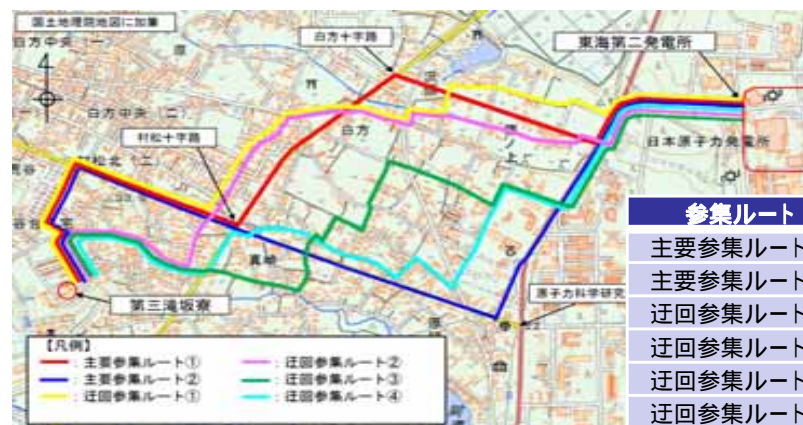 国土地理院地図に加筆
白方十字路
東海第二発電所
白方中央(一)
原
白方中央(二)
白方
村松十字路
村松北(二)
日本原子力発電所
真崎
原子力科学研究
第三滝坂寮
【凡例】
: 主要参集ルート①
: 迂回参集ルート②
: 主要参集ルート②
: 迂回参集ルート③
: 迂回参集ルート①
: 迂回参集ルート④
参集ルート
主要参集ルート
主要参集ルート
迂回参集ルート
迂回参集ルート
迂回参集ルート
迂回参集ルート